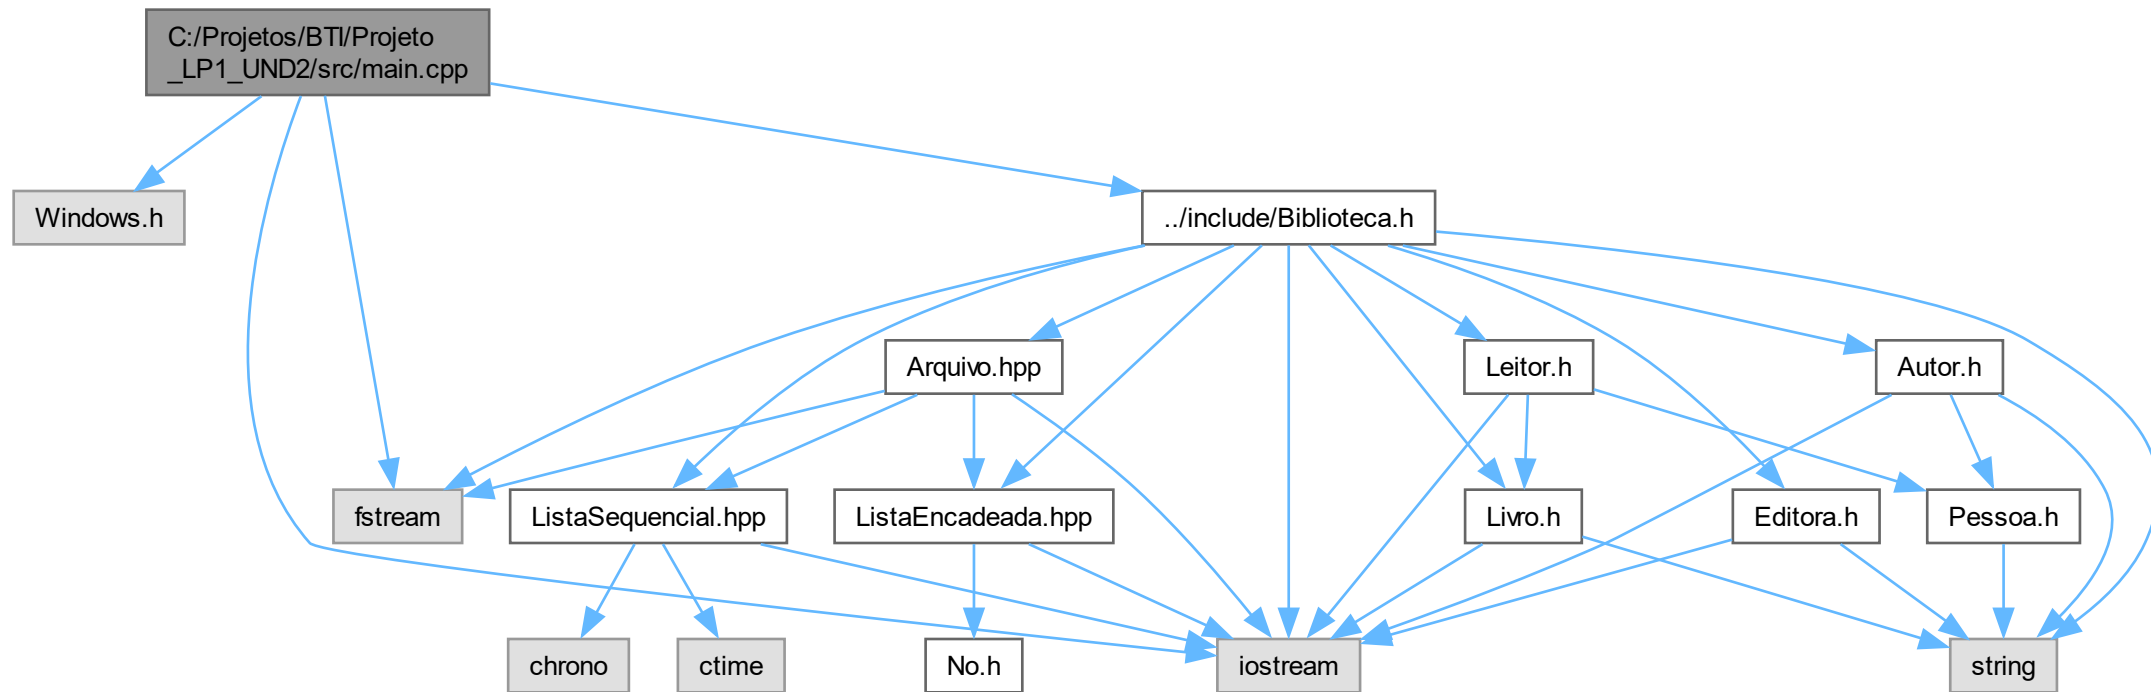 C:/Projetos/BTI/Projeto
_LP1_UND2/src/main.cpp
Windows.h
../include/Biblioteca.h
Arquivo.hpp
Leitor.h
Autor.h
fstream
ListaSequencial.hpp
ListaEncadeada.hpp
Livro.h
Editora.h
Pessoa.h
chrono
ctime
No.h
iostream
string